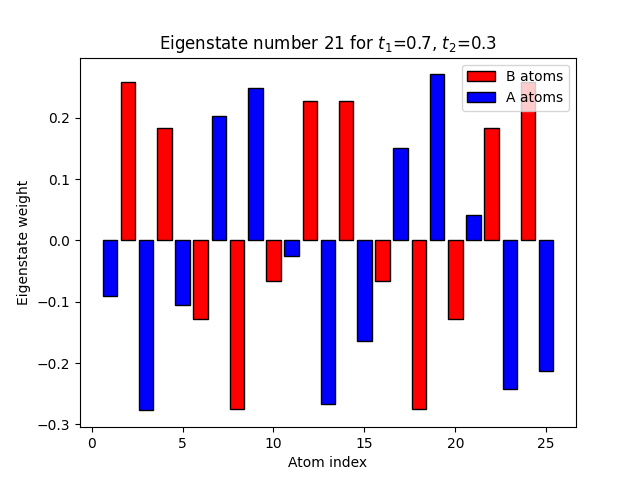 Eigenstate number 21 for t₁=0.7, t₂=0.3
B atoms
A atoms
Eigenstate weight
0.2
0.1
0.0
−0.1
−0.2
−0.3
0 5 10 15 20 25
Atom index